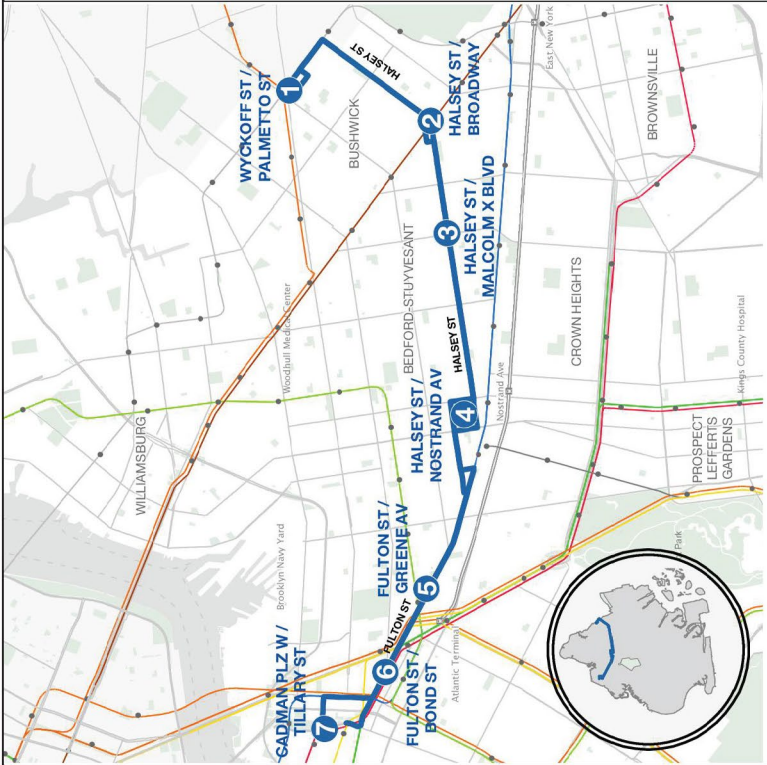 HALSEY ST
1
WYCKOFF ST /
PALMETTO ST
BUSHWICK
2
HALSEY ST /
BROADWAY
East New York
BROWNSVILLE
3
HALSEY ST /
MALCOLM X BLVD
BEDFORD-STUYVESANT
HALSEY ST
CROWN HEIGHTS
Woodhull Medical Center
4
HALSEY ST /
NOSTRAND AV
Nostrand Ave
Kings County Hospital
WILLIAMSBURG
PROSPECT
LEFFERTS
GARDENS
Brooklyn Navy Yard
5
FULTON ST /
GREENE AV
FULTON ST
Park
6
FULTON ST /
BOND ST
Atlantic Terminal
7
CADMAN PLZ W /
TILLARY ST